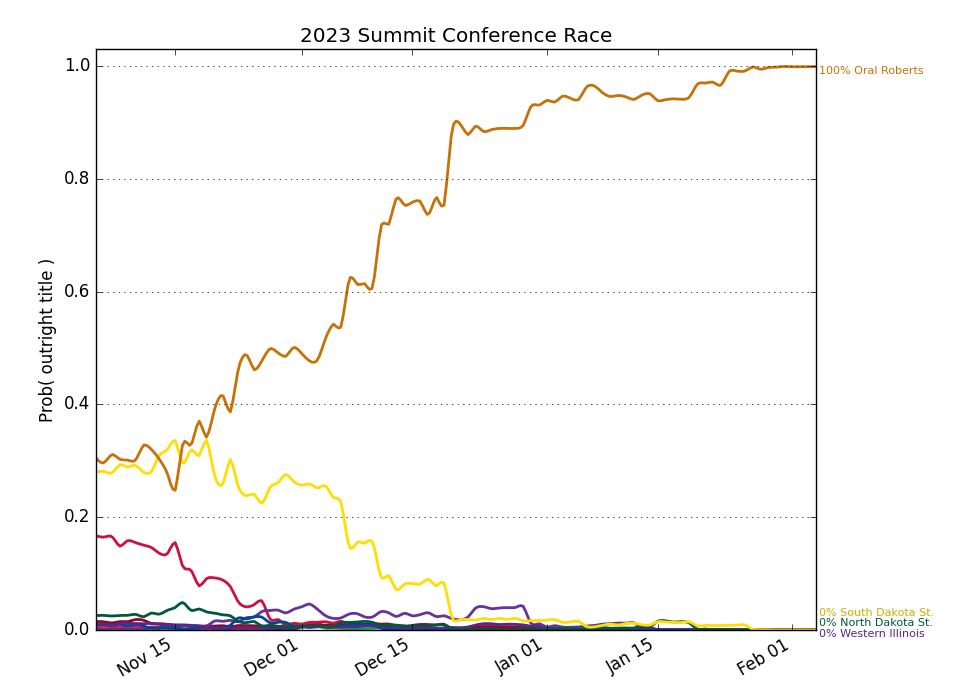 2023 Summit Conference Race
Prob( outright title )
1.0
0.8
0.6
0.4
0.2
0.0
Nov 15
Dec 01
Dec 15
Jan 01
Jan 15
Feb 01
100% Oral Roberts
0% South Dakota St.
0% North Dakota St.
0% Western Illinois